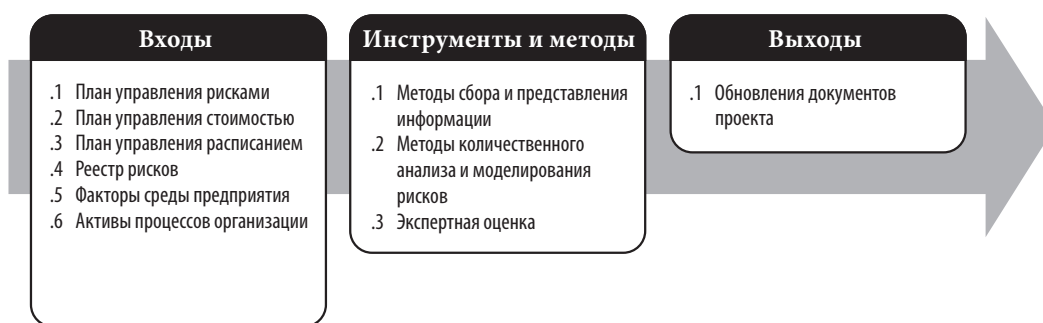 Входы
.1 План управления рисками
.2 План управления стоимостью
.3 План управления расписанием
.4 Реестр рисков
.5 Факторы среды предприятия
.6 Активы процессов организации
Инструменты и методы
.1 Методы сбора и представления
информации
.2 Методы количественного
анализа и моделирования
рисков
.3 Экспертная оценка
Выходы
.1 Обновления документов
проекта